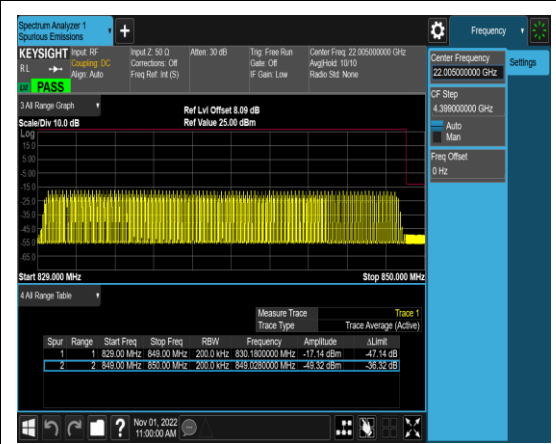 Spectrum Analyzer 1
Spurious Emissions
+
Frequency
KEYSIGHT
RL
PASS
Input: RF
Coupling: DC
Align: Auto
Input Z: 50 Ω
Corrections: Off
Freq Ref: Int (S)
Atten: 30 dB
Trig: Free Run
Gate: Off
IF Gain: Low
Center Freq: 22.005000000 GHz
Avg|Hold: 10/10
Radio Std: None
Center Frequency
22.005000000 GHz
Settings
CF Step
4.399000000 GHz
Auto
Man
Freq Offset
0 Hz
3 All Range Graph
Scale/Div 10.0 dB
Ref Lvl Offset 8.09 dB
Ref Value 25.00 dBm
Log
15.0
5.00
-5.00
-15.0
-25.0
-35.0
-45.0
-55.0
-65.0
Start 829.000 MHz
Stop 850.000 MHz
4 All Range Table
Measure Trace Trace 1
Trace Type Trace Average (Active)
Spur Range Start Freq Stop Freq RBW Frequency Amplitude ΔLimit
1 1 829.00 MHz 849.00 MHz 200.0 kHz 830.1800000 MHz -17.14 dBm -47.14 dB
2 2 849.00 MHz 850.00 MHz 200.0 kHz 849.0280000 MHz -49.32 dBm -36.32 dB
?
Nov 01, 2022
11:00:00 AM